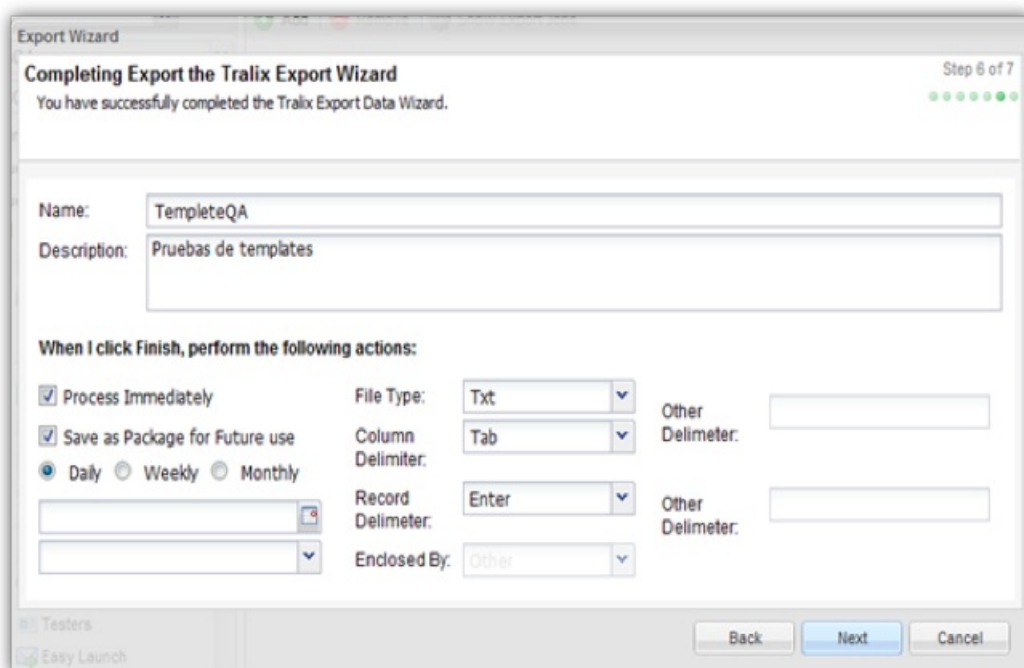 Export Wizard
Completing Export the Tralix Export Wizard
Step 6 of 7
You have successfully completed the Tralix Export Data Wizard.
Name:
TempleteQA
Description:
Pruebas de templates
When I click Finish, perform the following actions:
Process Immediately
Save as Package for Future use
Daily
Weekly
Monthly
File Type:
Txt
Column
Delimiter:
Tab
Record
Delimeter:
Enter
Enclosed By:
Other
Other
Delimeter:
Other
Delimeter:
Testers
Easy Launch
Back
Next
Cancel